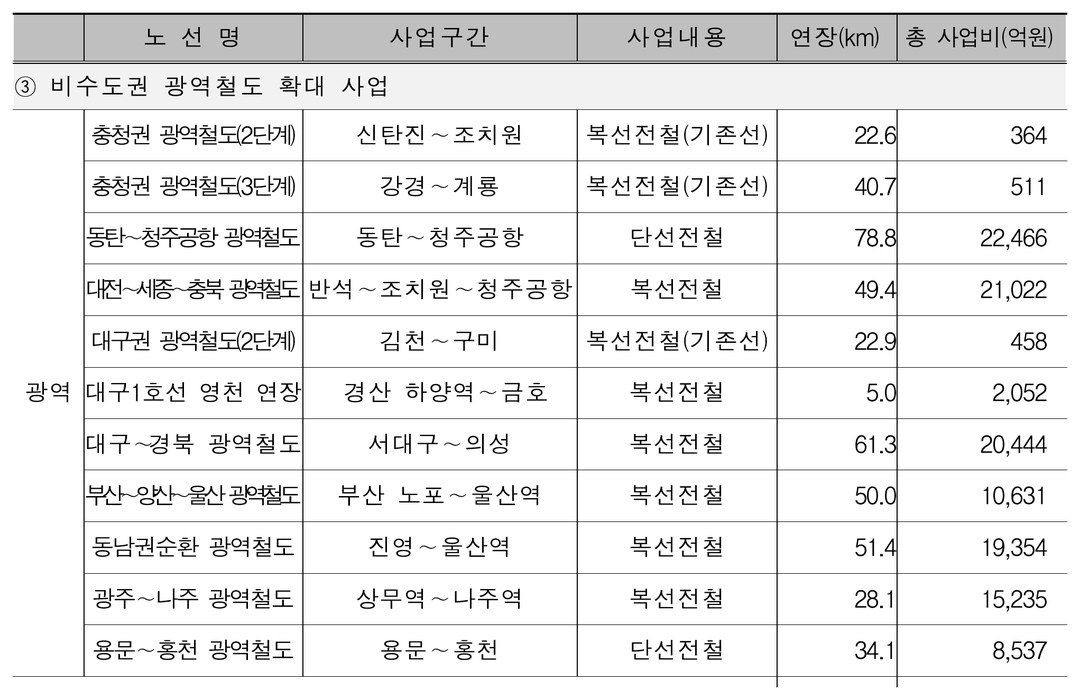 노 선 명 사업구간 사업내용 연장(km) 총 사업비(억원)
③ 비수도권 광역철도 확대 사업
충청권 광역철도(2단계) 신탄진~조치원 복선전철(기존선) 22.6 364
충청권 광역철도(3단계) 강경~계룡 복선전철(기존선) 40.7 511
동탄~청주공항 광역철도 동탄~청주공항 단선전철 78.8 22,466
대전~세종~충북 광역철도 반석~조치원~청주공항 복선전철 49.4 21,022
대구권 광역철도(2단계) 김천~구미 복선전철(기존선) 22.9 458
광역 대구1호선 영천 연장 경산 하양역~금호 복선전철 5.0 2,052
대구~경북 광역철도 서대구~의성 복선전철 61.3 20,444
부산~양산~울산 광역철도 부산 노포~울산역 복선전철 50.0 10,631
동남권순환 광역철도 진영~울산역 복선전철 51.4 19,354
광주~나주 광역철도 상무역~나주역 복선전철 28.1 15,235
용문~홍천 광역철도 용문~홍천 단선전철 34.1 8,537